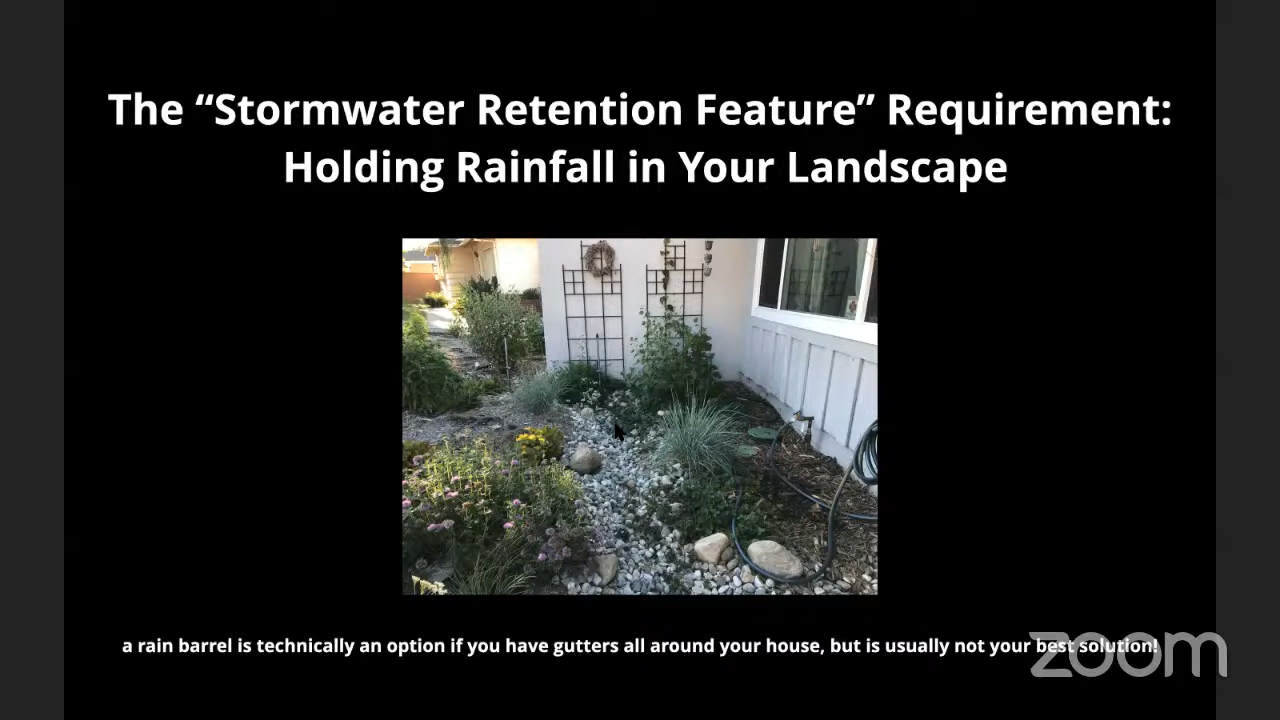 The “Stormwater Retention Feature” Requirement:
Holding Rainfall in Your Landscape
a rain barrel is technically an option if you have gutters all around your house, but is usually not your best solution!
zoom